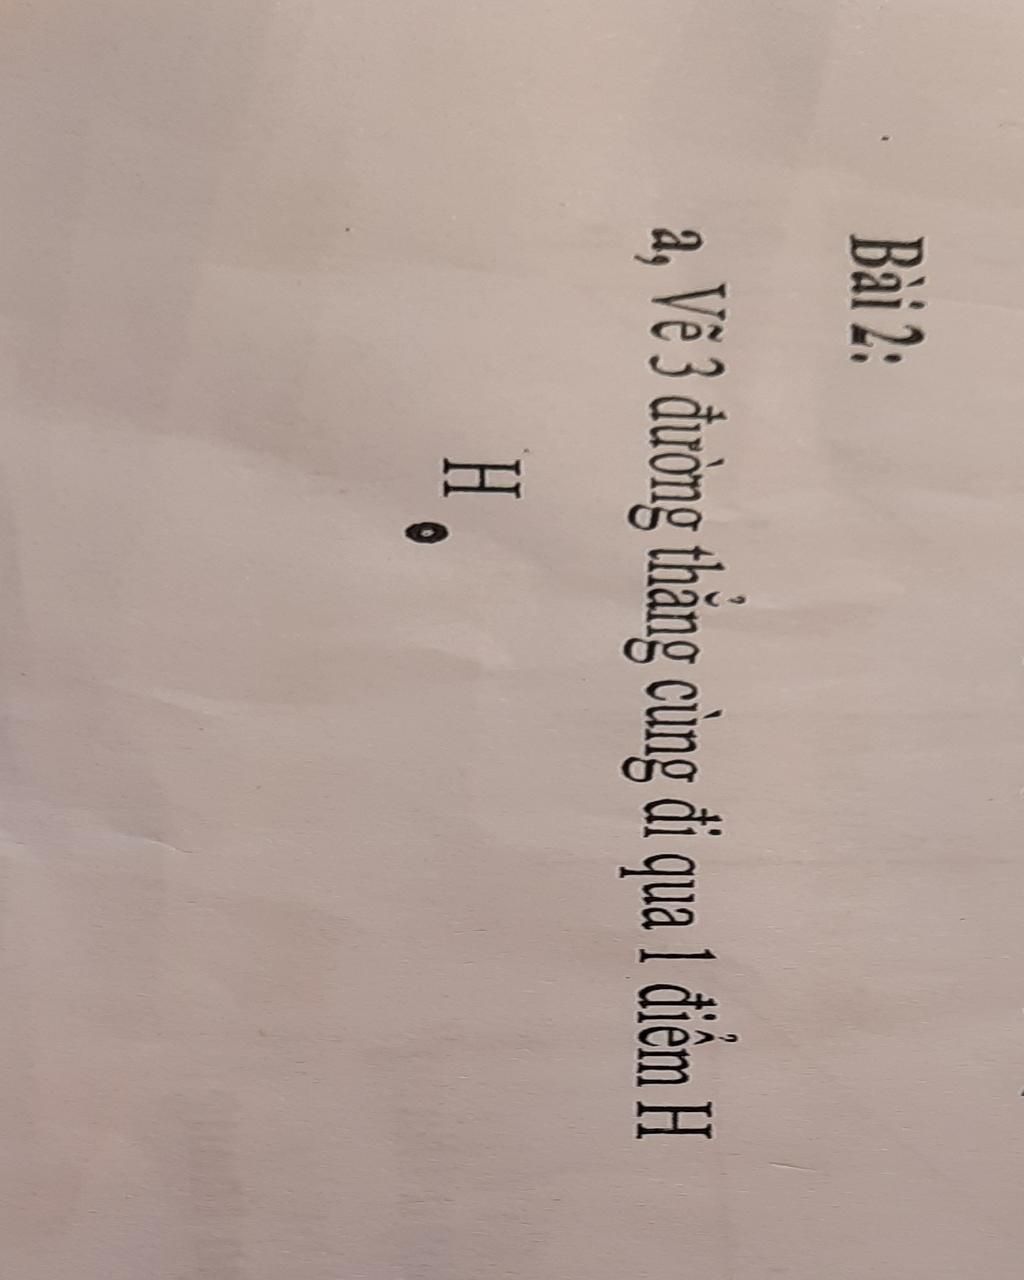 Bài 2:
a, Vẽ 3 đường thẳng cùng đi qua 1 điểm H
H